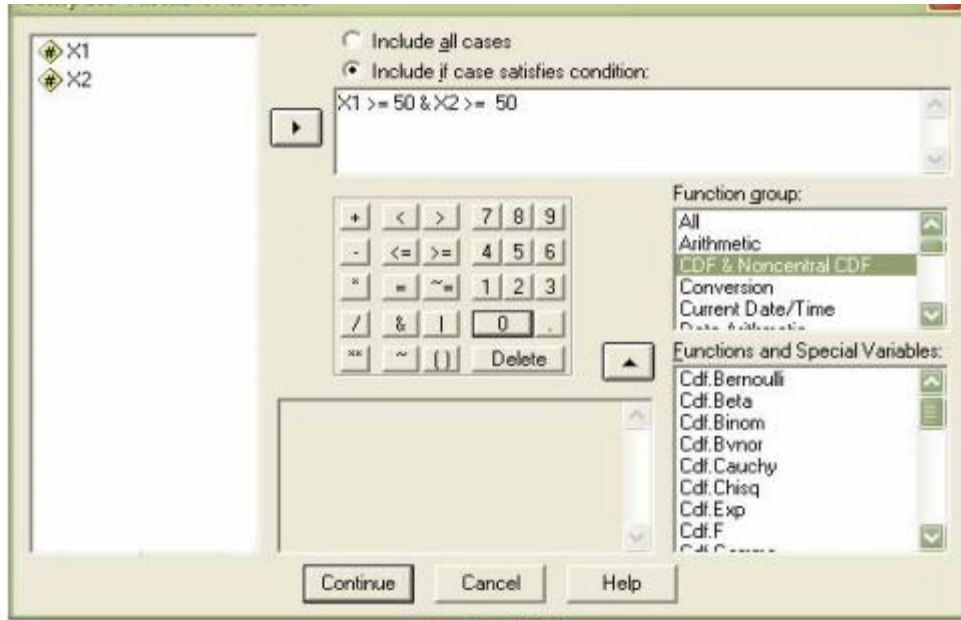 X1
X2
Include all cases
Include if case satisfies condition:
X1 >= 50 & X2 >= 50
+ < > 7 8 9
- <= >= 4 5 6
* = ~= 1 2 3
/ & | 0 .
** ~ () Delete
Function group:
All
Arithmetic
CDF & Noncentral CDF
Conversion
Current Date/Time
Functions and Special Variables:
Cdf.Bernoulli
Cdf.Beta
Cdf.Binom
Cdf.Bvnor
Cdf.Cauchy
Cdf.Chisq
Cdf.Exp
Cdf.F
Continue Cancel Help